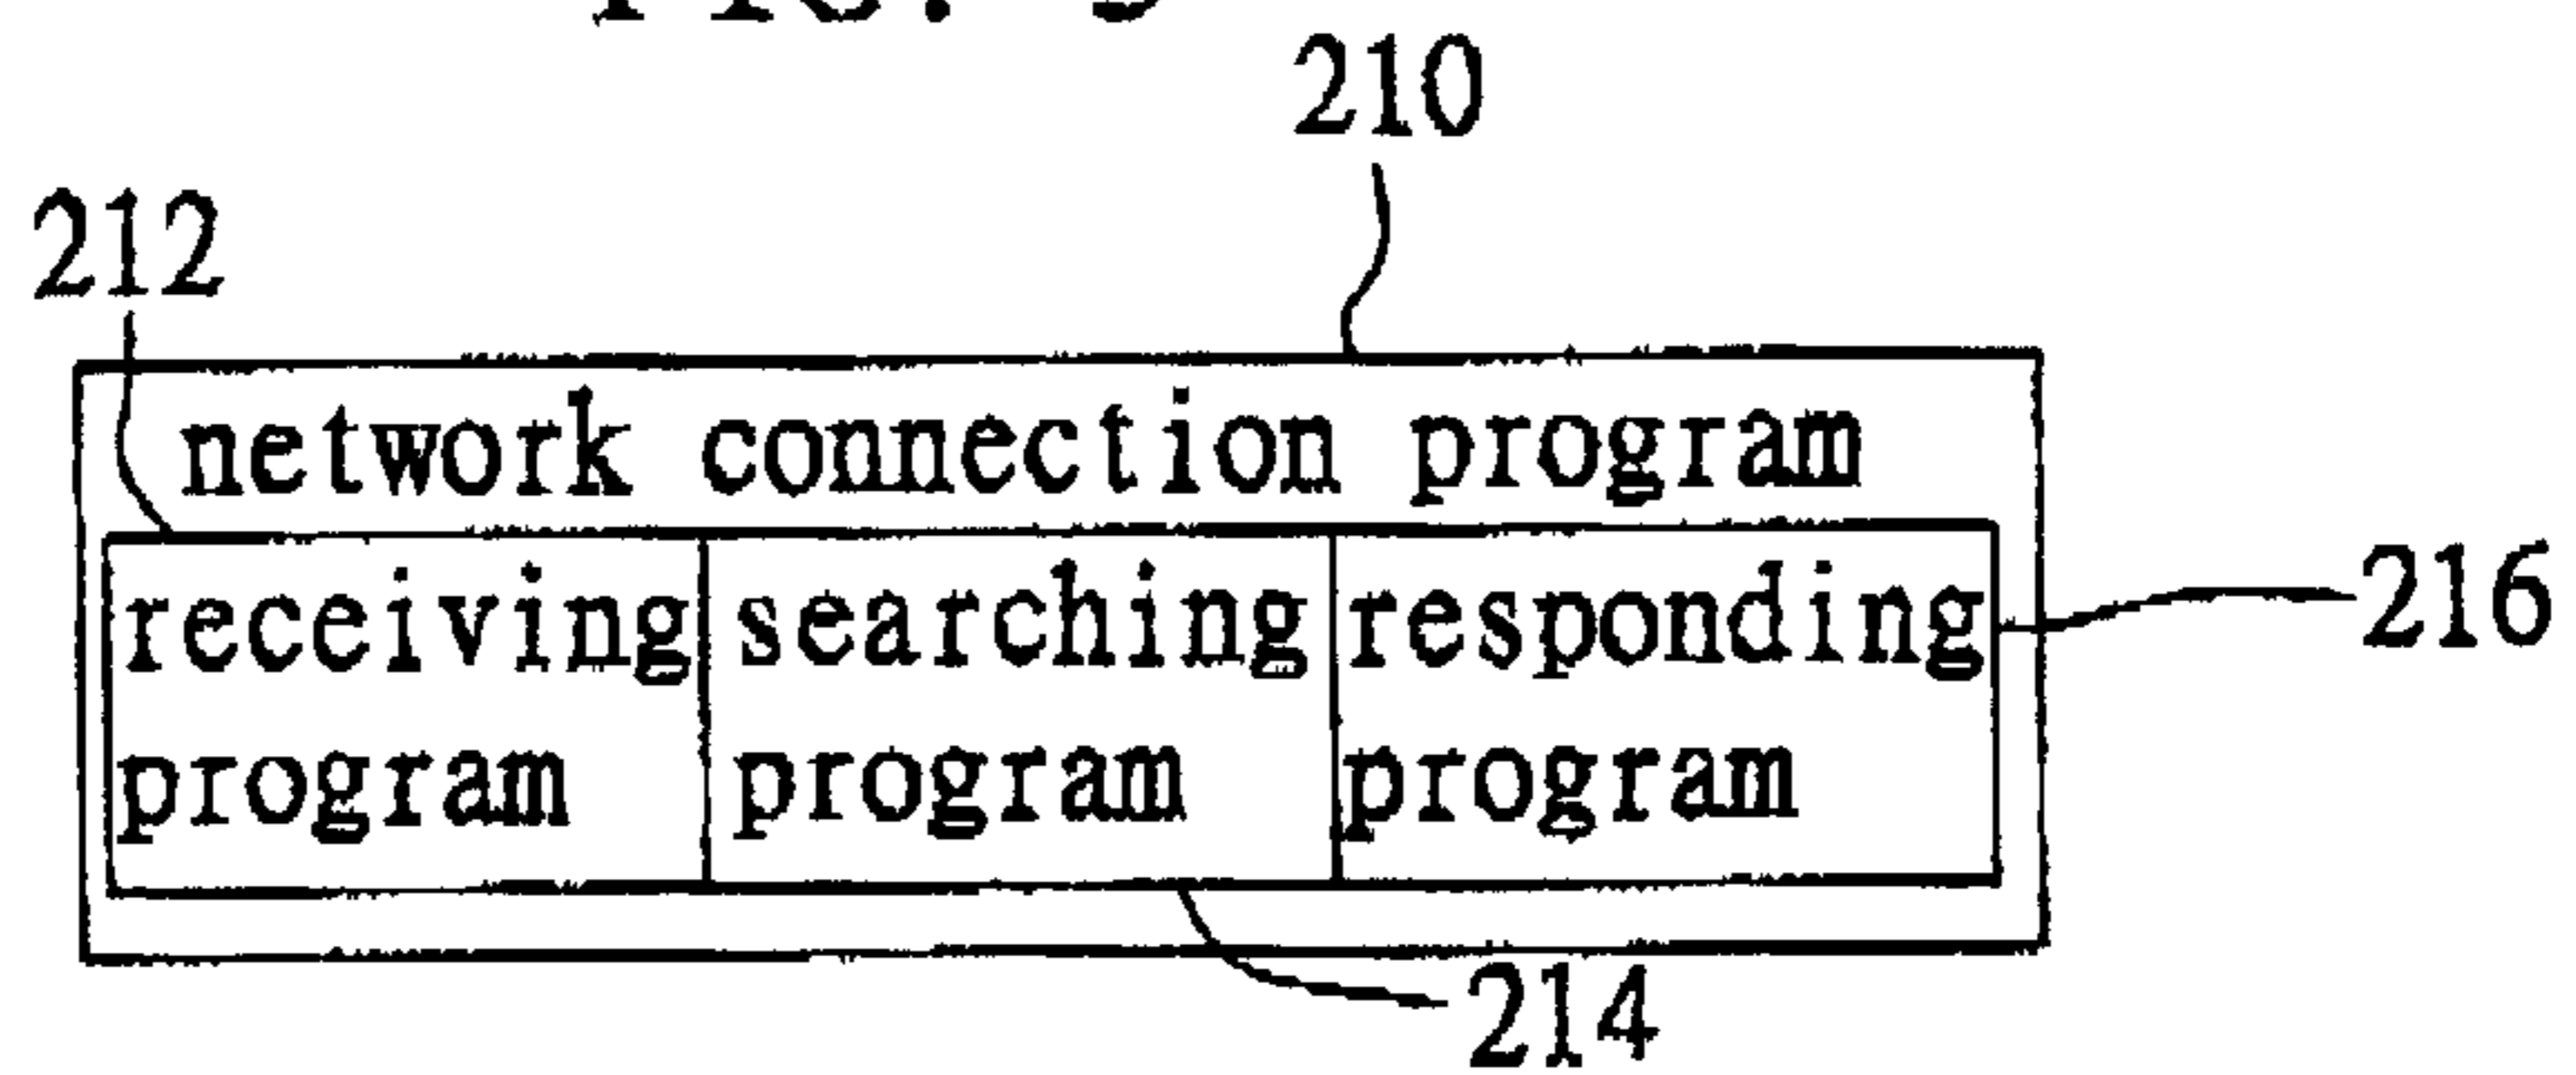 210
212
network connection program
receiving searching responding
program program program
216
214